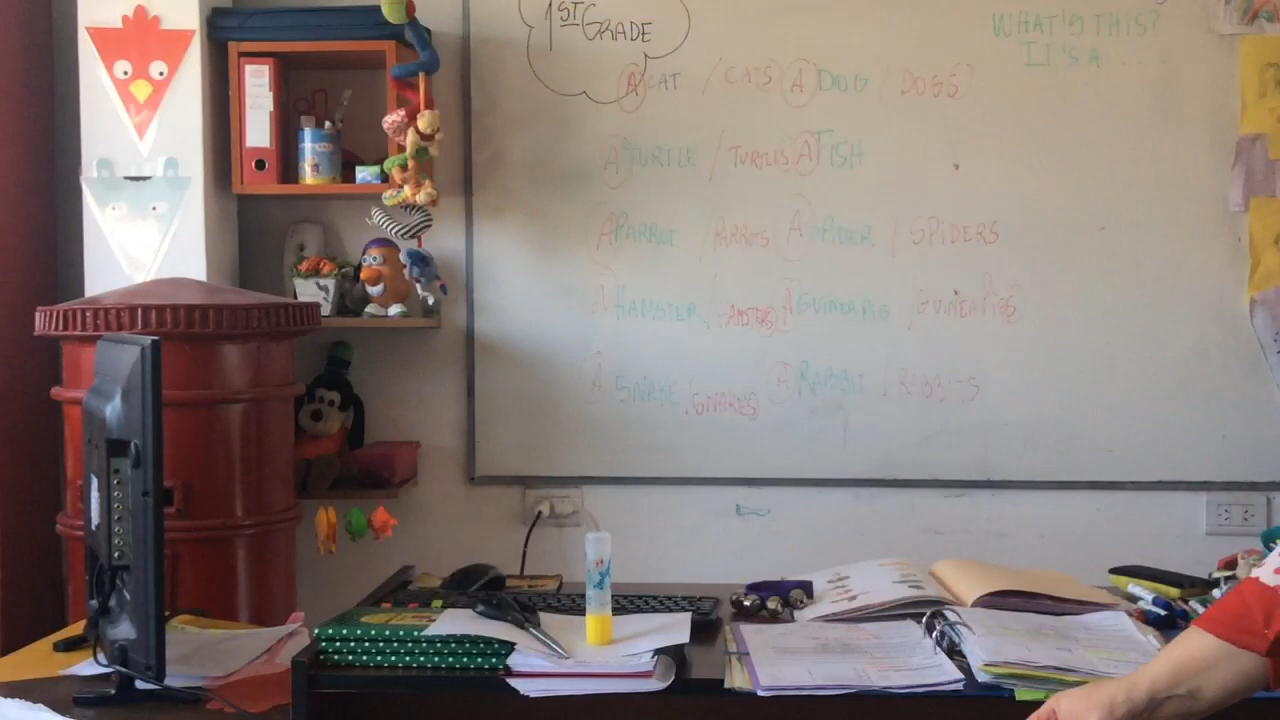 1ST GRADE
WHAT'S THIS?
IT'S A ....
A CAT / CATS A DOG / DOGS
A TURTLE / TURTLES A FISH
A PARROT / PARROTS A SPIDER / SPIDERS
A HAMSTER / HAMSTERS A GUINEA PIG / GUINEA PIGS
A SNAKE / SNAKES A RABBIT / RABBITS